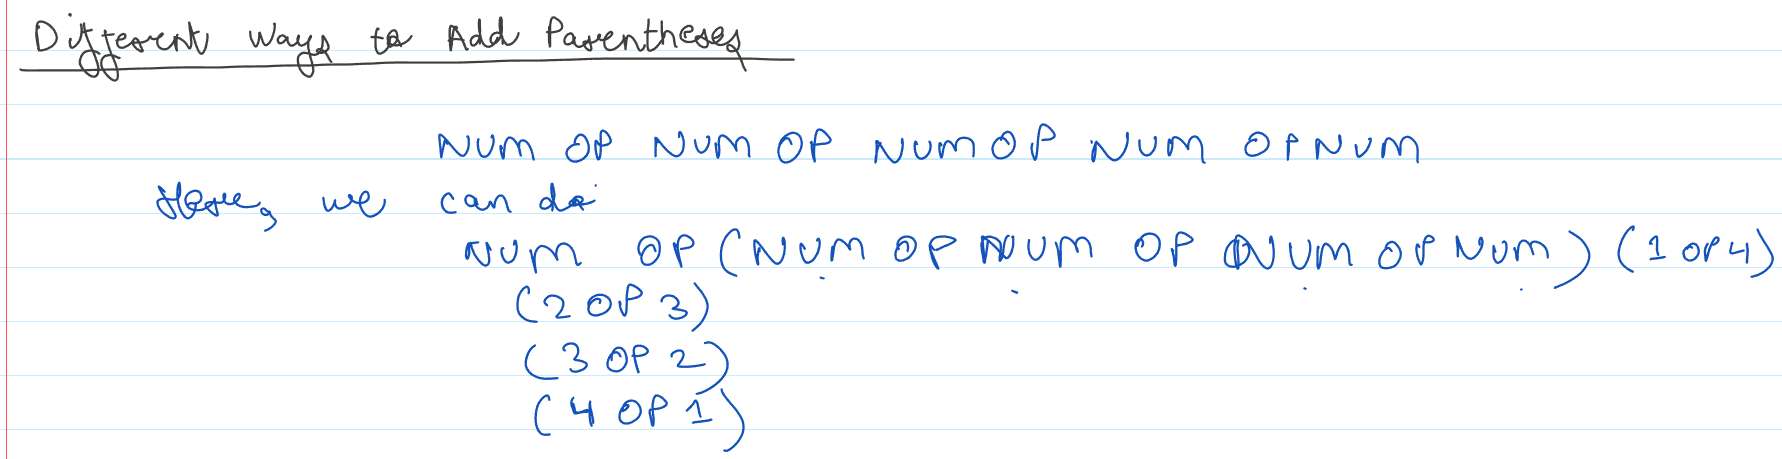 Different Ways to Add Parentheses
NUM OP NUM OP NUM OP NUM OP NUM
Here, we can do
NUM OP (NUM OP NUM OP NUM OP NUM) (1 OP 4)
(2 OP 3)
(3 OP 2)
(4 OP 1)